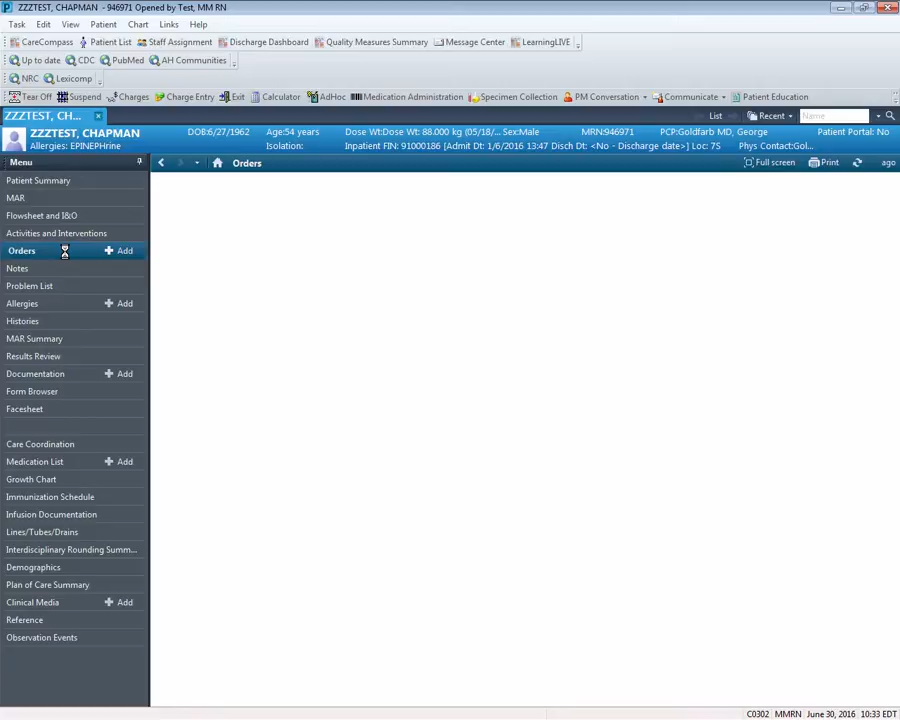 ZZZTEST, CHAPMAN - 946971 Opened by Test, MM RN
Task Edit View Patient Chart Links Help
CareCompass Patient List Staff Assignment Discharge Dashboard Quality Measures Summary Message Center LearningLIVE
Up to date CDC PubMed AH Communities
NRC Lexicomp
Tear Off Suspend Charges Charge Entry Exit Calculator AdHoc Medication Administration Specimen Collection PM Conversation Communicate Patient Education
ZZZTEST, CH... List Recent Name
ZZZTEST, CHAPMAN DOB:6/27/1962 Age:54 years Dose Wt:Dose Wt: 88.000 kg (05/18/... Sex:Male MRN:946971 PCP:Goldfarb MD, George Patient Portal: No
Allergies: EPINEPHrine Isolation: Inpatient FIN: 91000186 [Admit Dt: 1/6/2016 13:47 Disch Dt: <No - Discharge date>] Loc: 7S Phys Contact:Gol...
Menu Orders Full screen Print ago
Patient Summary
MAR
Flowsheet and I&O
Activities and Interventions
Orders Add
Notes
Problem List
Allergies Add
Histories
MAR Summary
Results Review
Documentation Add
Form Browser
Facesheet
Care Coordination
Medication List Add
Growth Chart
Immunization Schedule
Infusion Documentation
Lines/Tubes/Drains
Interdisciplinary Rounding Summ...
Demographics
Plan of Care Summary
Clinical Media Add
Reference
Observation Events
C0302 MMRN June 30, 2016 10:33 EDT